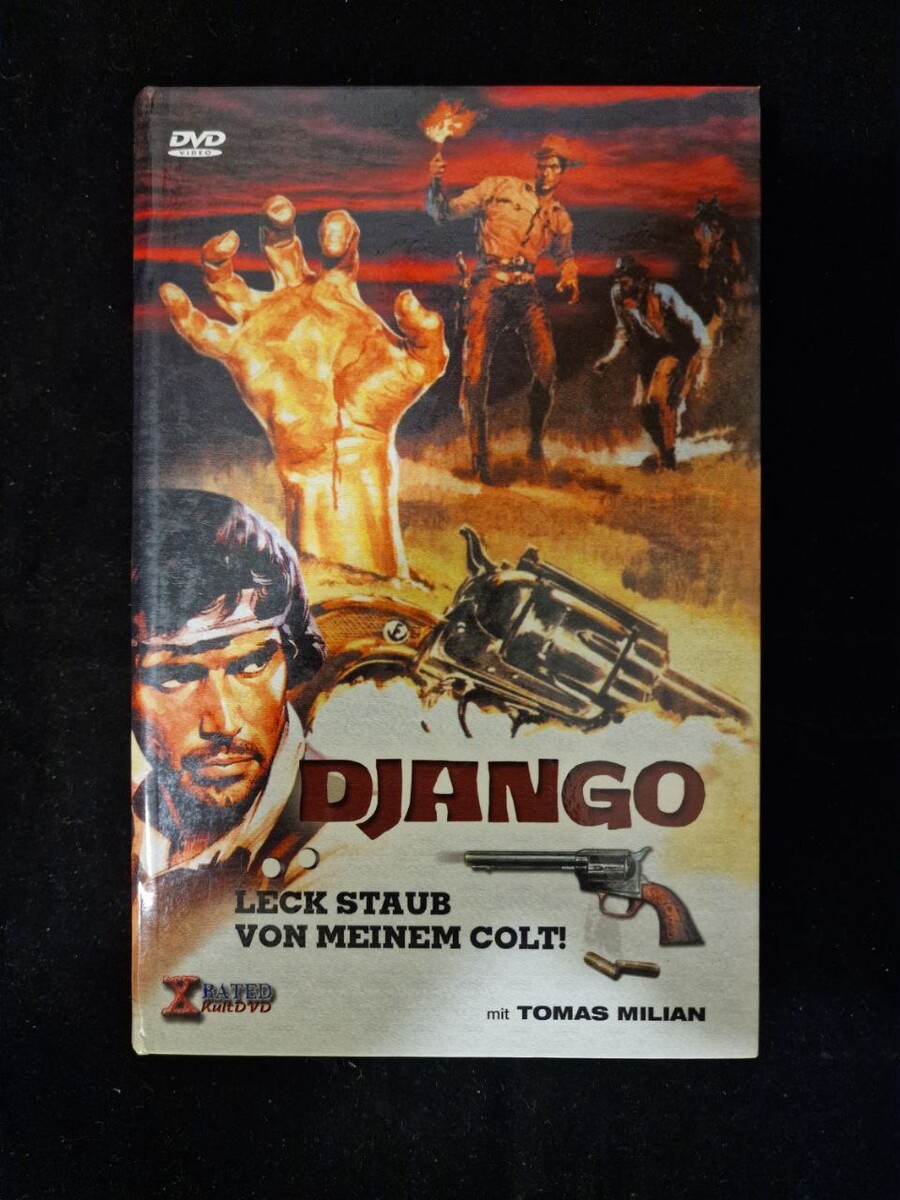 DVD
VIDEO
DJANGO
LECK STAUB
VON MEINEM COLT!
X RATED
KultDVD
mit TOMAS MILIAN